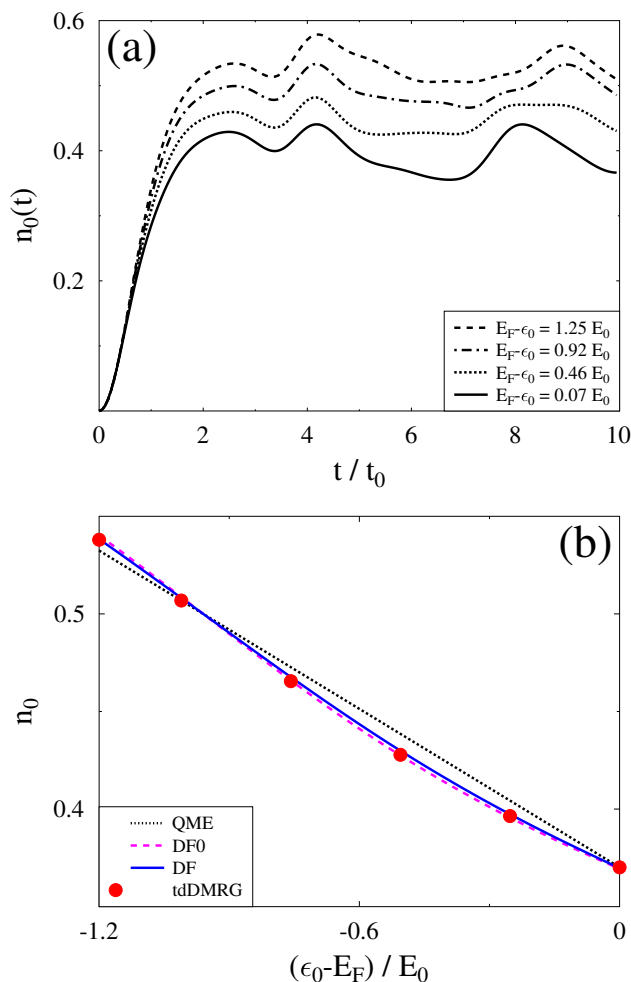 (a)
0.6
0.4
0.2
n₀(t)
E_F-ϵ₀ = 1.25 E₀
E_F-ϵ₀ = 0.92 E₀
E_F-ϵ₀ = 0.46 E₀
E_F-ϵ₀ = 0.07 E₀
0 2 4 6 8 10
t / t₀
(b)
0.5
0.4
n₀
QME
DF0
DF
tdDMRG
-1.2 -0.6 0
(ϵ₀-E_F) / E₀